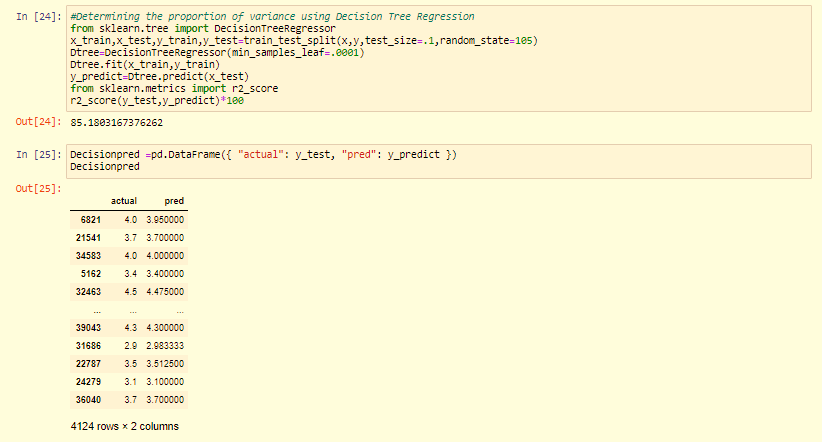 In [24]: #Determining the proportion of variance using Decision Tree Regression
from sklearn.tree import DecisionTreeRegressor
x_train,x_test,y_train,y_test=train_test_split(x,y,test_size=.1,random_state=105)
Dtree=DecisionTreeRegressor(min_samples_leaf=.0001)
Dtree.fit(x_train,y_train)
y_predict=Dtree.predict(x_test)
from sklearn.metrics import r2_score
r2_score(y_test,y_predict)*100
Out[24]: 85.1803167376262
In [25]: Decisionpred =pd.DataFrame({ "actual": y_test, "pred": y_predict })
Decisionpred
Out[25]:
actual pred
6821 4.0 3.950000
21541 3.7 3.700000
34583 4.0 4.000000
5162 3.4 3.400000
32463 4.5 4.475000
... ... ...
39043 4.3 4.300000
31686 2.9 2.983333
22787 3.5 3.512500
24279 3.1 3.100000
36040 3.7 3.700000
4124 rows × 2 columns